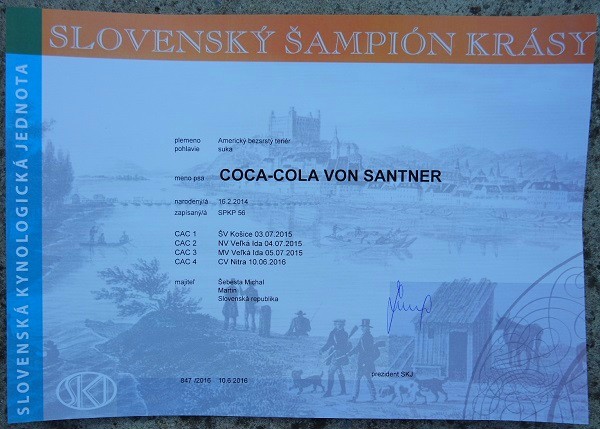 SLOVENSKÝ ŠAMPIÓN KRÁSY
SLOVENSKÁ KYNOLOGICKÁ JEDNOTA
plemeno Americký bezsrstý teriér
pohlavie suka
meno psa COCA-COLA VON SANTNER
narodený/á 16.2.2014
zapísaný/á SPKP 56
CAC 1 ŠV Košice 03.07.2015
CAC 2 NV Veľká Ida 04.07.2015
CAC 3 MV Veľká Ida 05.07.2015
CAC 4 CV Nitra 10.06.2016
majiteľ Šebesta Michal
Martin
Slovenská republika
847 /2016 10.6.2016
prezident SKJ
SKJ